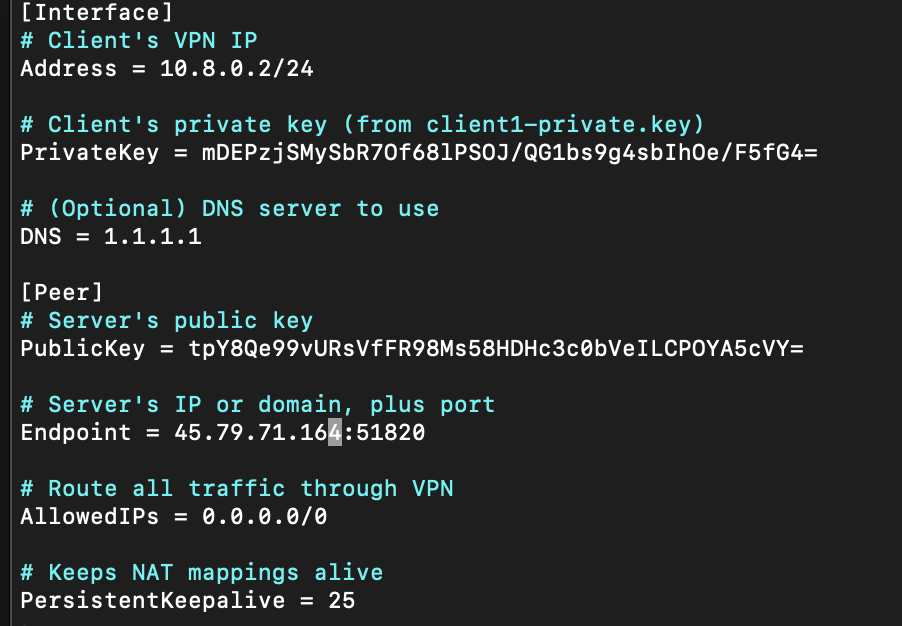 [Interface]
# Client's VPN IP
Address = 10.8.0.2/24
# Client's private key (from client1-private.key)
PrivateKey = mDEPzjSMySbR7Of68lPSOJ/QG1bs9g4sbIhOe/F5fG4=
# (Optional) DNS server to use
DNS = 1.1.1.1
[Peer]
# Server's public key
PublicKey = tpY8Qe99vURsVfFR98Ms58HDHc3c0bVeILCPOYA5cVY=
# Server's IP or domain, plus port
Endpoint = 45.79.71.164:51820
# Route all traffic through VPN
AllowedIPs = 0.0.0.0/0
# Keeps NAT mappings alive
PersistentKeepalive = 25